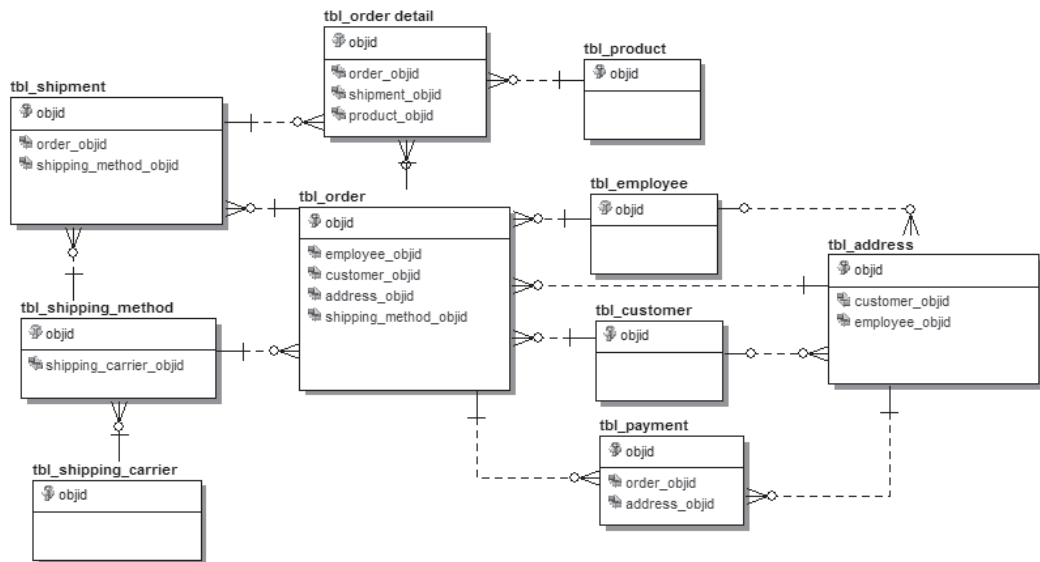 tbl_order detail
objid
order_objid
shipment_objid
product_objid
tbl_product
objid
tbl_shipment
objid
order_objid
shipping_method_objid
tbl_order
objid
employee_objid
customer_objid
address_objid
shipping_method_objid
tbl_employee
objid
tbl_address
objid
customer_objid
employee_objid
tbl_shipping_method
objid
shipping_carrier_objid
tbl_customer
objid
tbl_payment
objid
order_objid
address_objid
tbl_shipping_carrier
objid